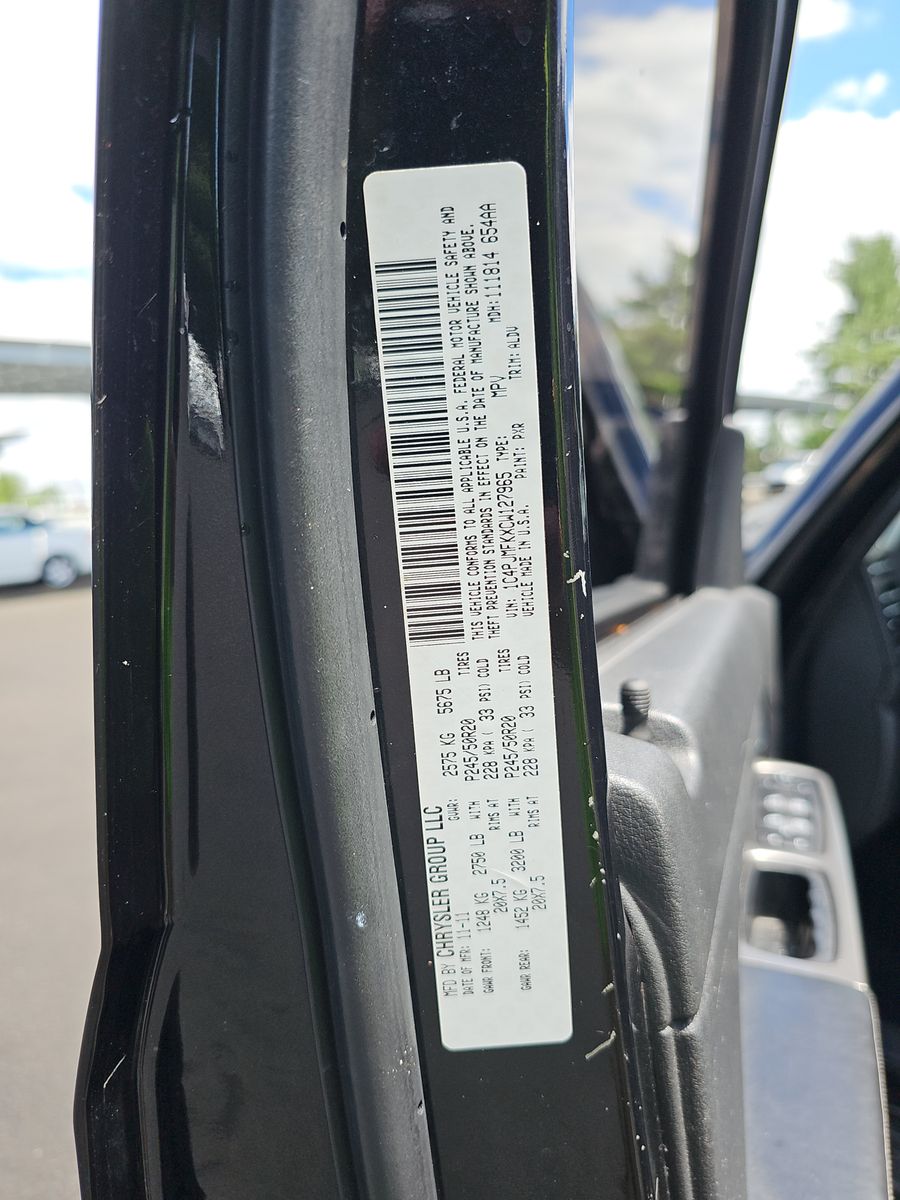 MFD BY CHRYSLER GROUP LLC
DATE OF MFR: 11-11 GVWR: 2575 KG 5675 LB
GAWR FRONT: 1248 KG 2750 LB WITH P245/50R20 TIRES
20X7.5 RIMS AT 228 KPA ( 33 PSI) COLD
GAWR REAR: 1452 KG 3200 LB WITH P245/50R20 TIRES
20X7.5 RIMS AT 228 KPA ( 33 PSI) COLD
THIS VEHICLE CONFORMS TO ALL APPLICABLE U.S.A. FEDERAL MOTOR VEHICLE SAFETY AND
THEFT PREVENTION STANDARDS IN EFFECT ON THE DATE OF MANUFACTURE SHOWN ABOVE.
VIN: 1C4PJMFKXCW127965 TYPE: MPV MDH: 111814 654AA
VEHICLE MADE IN U.S.A. PAINT: PXR TRIM: ALDV